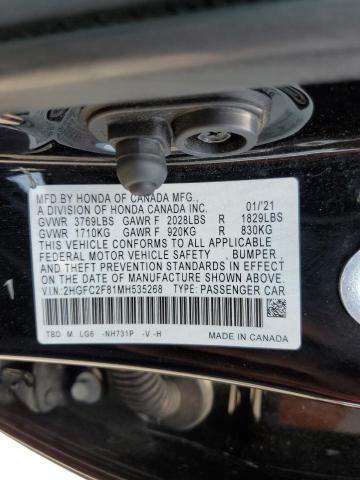 MFD. BY HONDA OF CANADA MFG.,
A DIVISION OF HONDA CANADA INC. 01/'21
GVWR 3769LBS GAWR F 2028LBS R 1829LBS
GVWR 1710KG GAWR F 920KG R 830KG
THIS VEHICLE CONFORMS TO ALL APPLICABLE
FEDERAL MOTOR VEHICLE SAFETY, BUMPER,
AND THEFT PREVENTION STANDARDS IN EFFECT
ON THE DATE OF MANUFACTURE SHOWN ABOVE.
V.I.N.:2HGFC2F81MH535268 TYPE: PASSENGER CAR
TBD M LG6 -NH731P -V -H
MADE IN CANADA